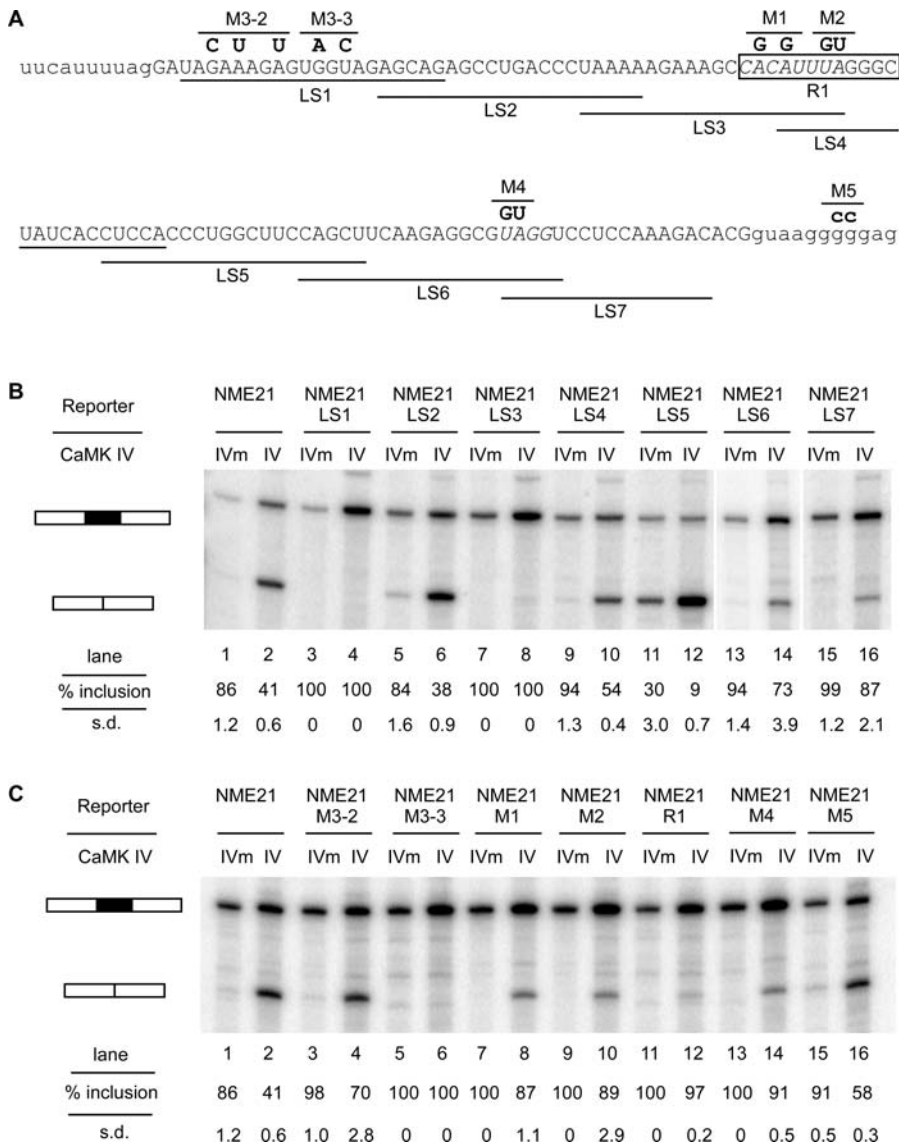 A
M3-2 M3-3 M1 M2
C U U A C G G GU
uucauuuuagGAUAGAAAGAGUGGUAGAGCAGAGCCUGACCCUAAAAAGAAAGCCACAUUUAGGGC
LS1 R1
LS2 LS3 LS4
M4 M5
GU cc
UAUCACCUCCACCCUGGCUUCCAGCUUCAAGAGGCGUAGGUCCUCCAAAGACACGguaagggggag
LS5 LS6 LS7
B
Reporter NME21 NME21 LS1 NME21 LS2 NME21 LS3 NME21 LS4 NME21 LS5 NME21 LS6 NME21 LS7
CaMK IV IVm IV IVm IV IVm IV IVm IV IVm IV IVm IV IVm IV IVm IV
lane 1 2 3 4 5 6 7 8 9 10 11 12 13 14 15 16
% inclusion 86 41 100 100 84 38 100 100 94 54 30 9 94 73 99 87
s.d. 1.2 0.6 0 0 1.6 0.9 0 0 1.3 0.4 3.0 0.7 1.4 3.9 1.2 2.1
C
Reporter NME21 NME21 M3-2 NME21 M3-3 NME21 M1 NME21 M2 NME21 R1 NME21 M4 NME21 M5
CaMK IV IVm IV IVm IV IVm IV IVm IV IVm IV IVm IV IVm IV IVm IV
lane 1 2 3 4 5 6 7 8 9 10 11 12 13 14 15 16
% inclusion 86 41 98 70 100 100 100 87 100 89 100 97 100 91 91 58
s.d. 1.2 0.6 1.0 2.8 0 0 0 1.1 0 2.9 0 0.2 0 0.5 0.5 0.3